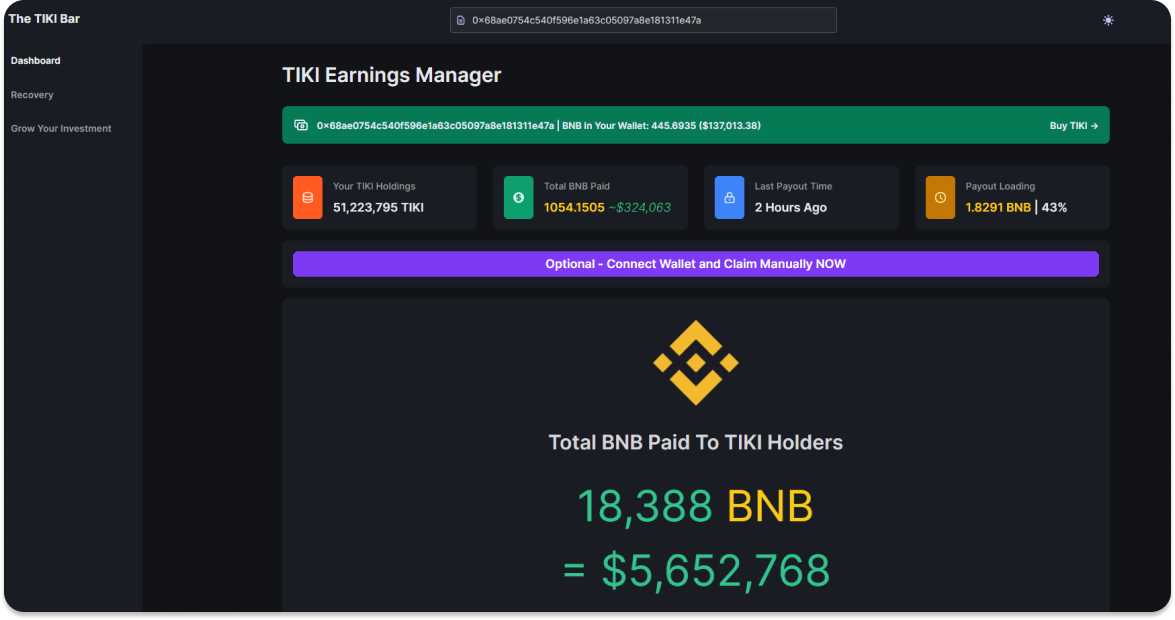 The TIKI Bar
0x68ae0754c540f596e1a63c05097a8e181311e47a
Dashboard
Recovery
Grow Your Investment
TIKI Earnings Manager
0x68ae0754c540f596e1a63c05097a8e181311e47a | BNB In Your Wallet: 445.6935 ($137,013.38)
Buy TIKI →
Your TIKI Holdings
51,223,795 TIKI
Total BNB Paid
1054.1505 ~$324,063
Last Payout Time
2 Hours Ago
Payout Loading
1.8291 BNB | 43%
Optional - Connect Wallet and Claim Manually NOW
Total BNB Paid To TIKI Holders
18,388 BNB
= $5,652,768